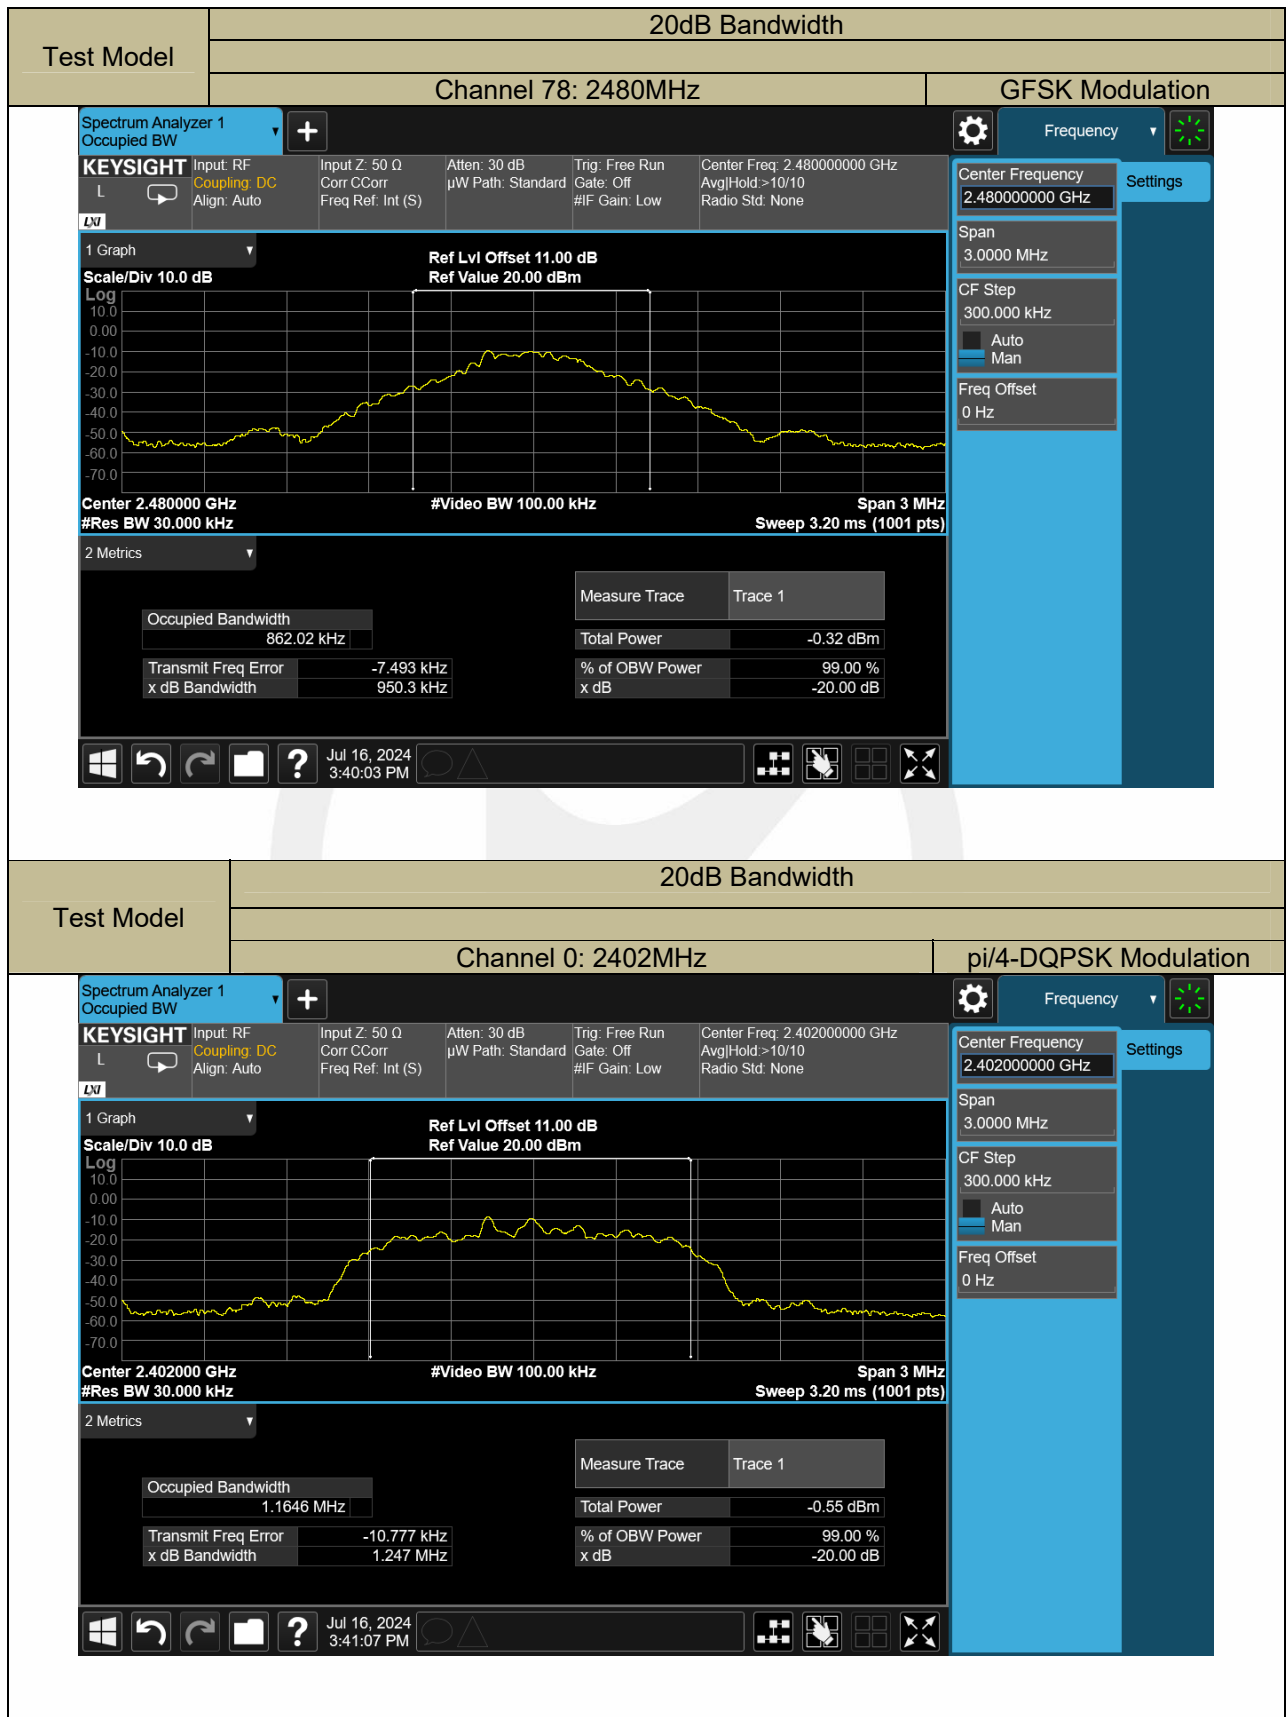 20dB Bandwidth
Test Model
Channel 78: 2480MHz
GFSK Modulation
Spectrum Analyzer 1
Occupied BW
+
Frequency
KEYSIGHT
L
LXI
Input: RF
Coupling: DC
Align: Auto
Input Z: 50 Ω
Corr CCorr
Freq Ref: Int (S)
Atten: 30 dB
µW Path: Standard
Trig: Free Run
Gate: Off
#IF Gain: Low
Center Freq: 2.480000000 GHz
Avg|Hold:>10/10
Radio Std: None
Center Frequency
2.480000000 GHz
Settings
Span
3.0000 MHz
CF Step
300.000 kHz
Auto
Man
Freq Offset
0 Hz
1 Graph
Scale/Div 10.0 dB
Ref Lvl Offset 11.00 dB
Ref Value 20.00 dBm
Log
10.0
0.00
-10.0
-20.0
-30.0
-40.0
-50.0
-60.0
-70.0
Center 2.480000 GHz
#Video BW 100.00 kHz
Span 3 MHz
#Res BW 30.000 kHz
Sweep 3.20 ms (1001 pts)
2 Metrics
Measure Trace
Trace 1
Occupied Bandwidth
862.02 kHz
Total Power
-0.32 dBm
Transmit Freq Error
-7.493 kHz
% of OBW Power
99.00 %
x dB Bandwidth
950.3 kHz
x dB
-20.00 dB
?
Jul 16, 2024
3:40:03 PM
20dB Bandwidth
Test Model
Channel 0: 2402MHz
pi/4-DQPSK Modulation
Spectrum Analyzer 1
Occupied BW
+
Frequency
KEYSIGHT
L
LXI
Input: RF
Coupling: DC
Align: Auto
Input Z: 50 Ω
Corr CCorr
Freq Ref: Int (S)
Atten: 30 dB
µW Path: Standard
Trig: Free Run
Gate: Off
#IF Gain: Low
Center Freq: 2.402000000 GHz
Avg|Hold:>10/10
Radio Std: None
Center Frequency
2.402000000 GHz
Settings
Span
3.0000 MHz
CF Step
300.000 kHz
Auto
Man
Freq Offset
0 Hz
1 Graph
Scale/Div 10.0 dB
Ref Lvl Offset 11.00 dB
Ref Value 20.00 dBm
Log
10.0
0.00
-10.0
-20.0
-30.0
-40.0
-50.0
-60.0
-70.0
Center 2.402000 GHz
#Video BW 100.00 kHz
Span 3 MHz
#Res BW 30.000 kHz
Sweep 3.20 ms (1001 pts)
2 Metrics
Measure Trace
Trace 1
Occupied Bandwidth
1.1646 MHz
Total Power
-0.55 dBm
Transmit Freq Error
-10.777 kHz
% of OBW Power
99.00 %
x dB Bandwidth
1.247 MHz
x dB
-20.00 dB
?
Jul 16, 2024
3:41:07 PM